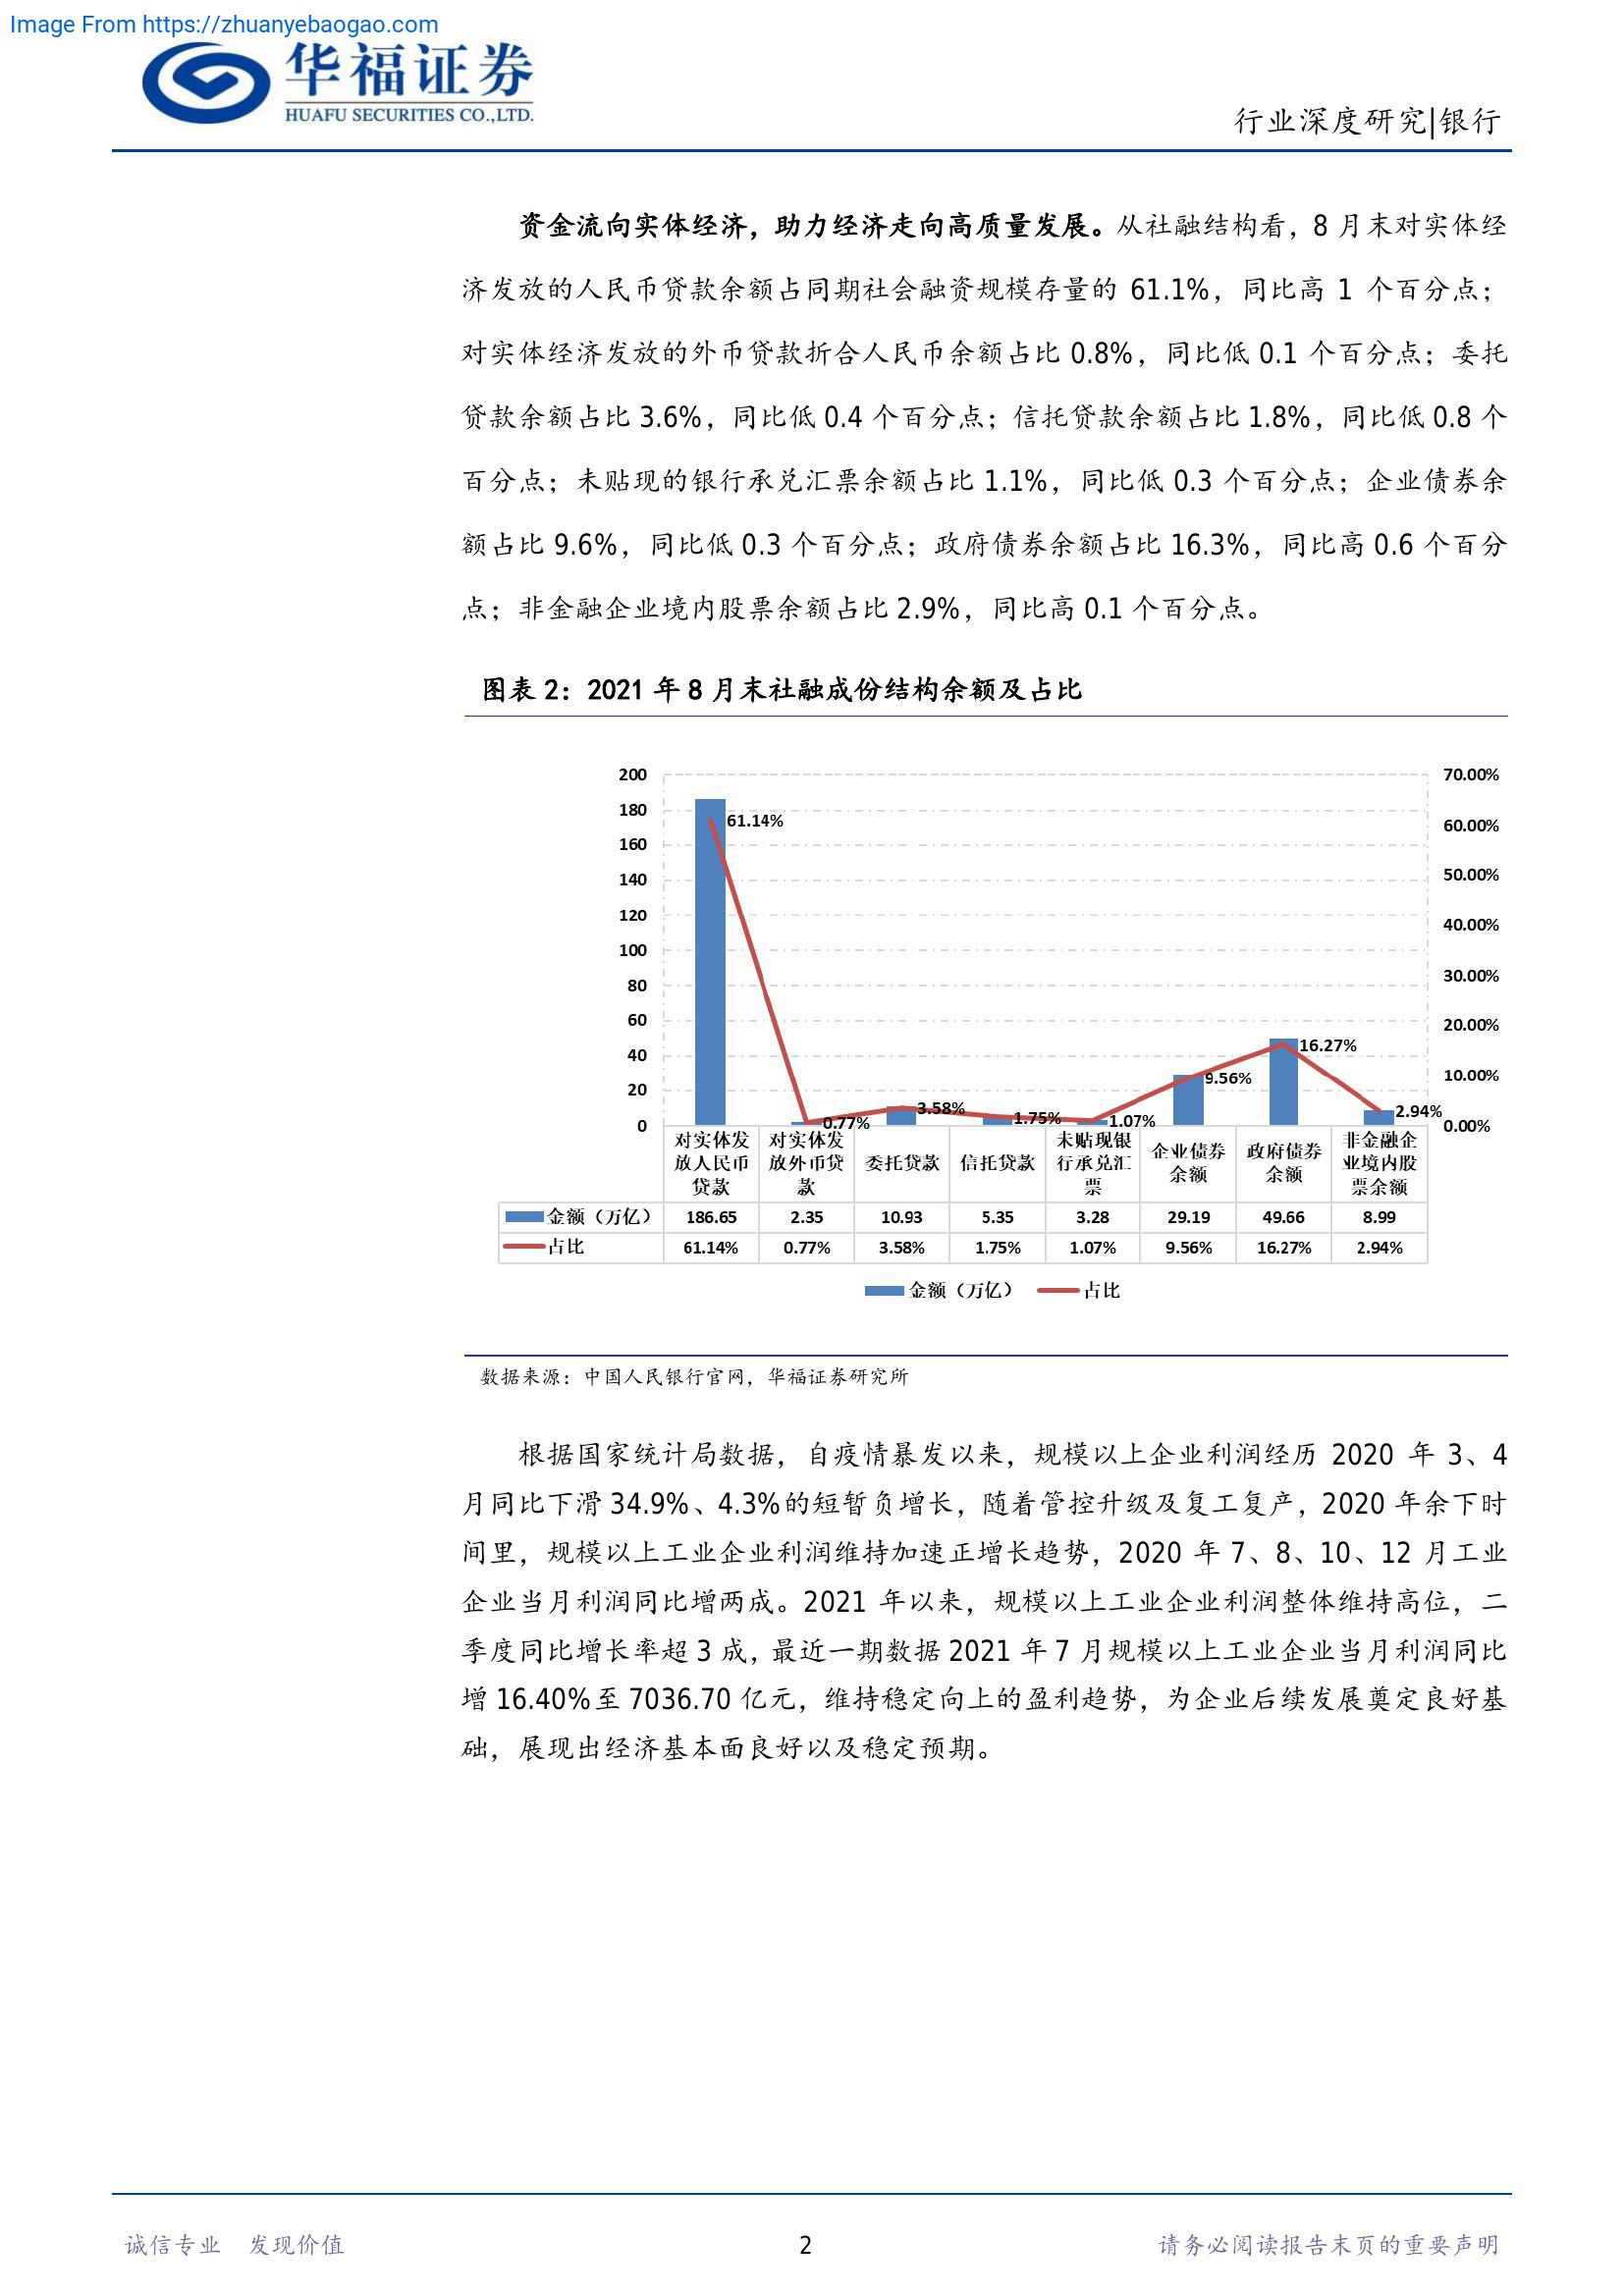 Image From https://zhuanyebaogao.com
华福证券
HUAFU SECURITIES CO.,LTD.
行业深度研究|银行
资金流向实体经济，助力经济走向高质量发展。从社融结构看，8 月末对实体经
济发放的人民币贷款余额占同期社会融资规模存量的 61.1%，同比高 1 个百分点；
对实体经济发放的外币贷款折合人民币余额占比 0.8%，同比低 0.1 个百分点；委托
贷款余额占比 3.6%，同比低 0.4 个百分点；信托贷款余额占比 1.8%，同比低 0.8 个
百分点；未贴现的银行承兑汇票余额占比 1.1%，同比低 0.3 个百分点；企业债券余
额占比 9.6%，同比低 0.3 个百分点；政府债券余额占比 16.3%，同比高 0.6 个百分
点；非金融企业境内股票余额占比 2.9%，同比高 0.1 个百分点。
图表 2：2021 年 8 月末社融成份结构余额及占比
200
180
160
140
120
100
80
60
40
20
0
70.00%
60.00%
50.00%
40.00%
30.00%
20.00%
10.00%
0.00%
61.14%
0.77%
3.58%
1.75%
1.07%
9.56%
16.27%
2.94%
对实体发
放人民币
贷款
对实体发
放外币贷
款
委托贷款
信托贷款
未贴现银
行承兑汇
票
企业债券
余额
政府债券
余额
非金融企
业境内股
票余额
金额（万亿） 186.65 2.35 10.93 5.35 3.28 29.19 49.66 8.99
占比 61.14% 0.77% 3.58% 1.75% 1.07% 9.56% 16.27% 2.94%
金额（万亿） 占比
数据来源：中国人民银行官网，华福证券研究所
根据国家统计局数据，自疫情暴发以来，规模以上企业利润经历 2020 年 3、4
月同比下滑 34.9%、4.3%的短暂负增长，随着管控升级及复工复产，2020 年余下时
间里，规模以上工业企业利润维持加速正增长趋势，2020 年 7、8、10、12 月工业
企业当月利润同比增两成。2021 年以来，规模以上工业企业利润整体维持高位，二
季度同比增长率超 3 成，最近一期数据 2021 年 7 月规模以上工业企业当月利润同比
增 16.40%至 7036.70 亿元，维持稳定向上的盈利趋势，为企业后续发展奠定良好基
础，展现出经济基本面良好以及稳定预期。
诚信专业 发现价值
2
请务必阅读报告末页的重要声明